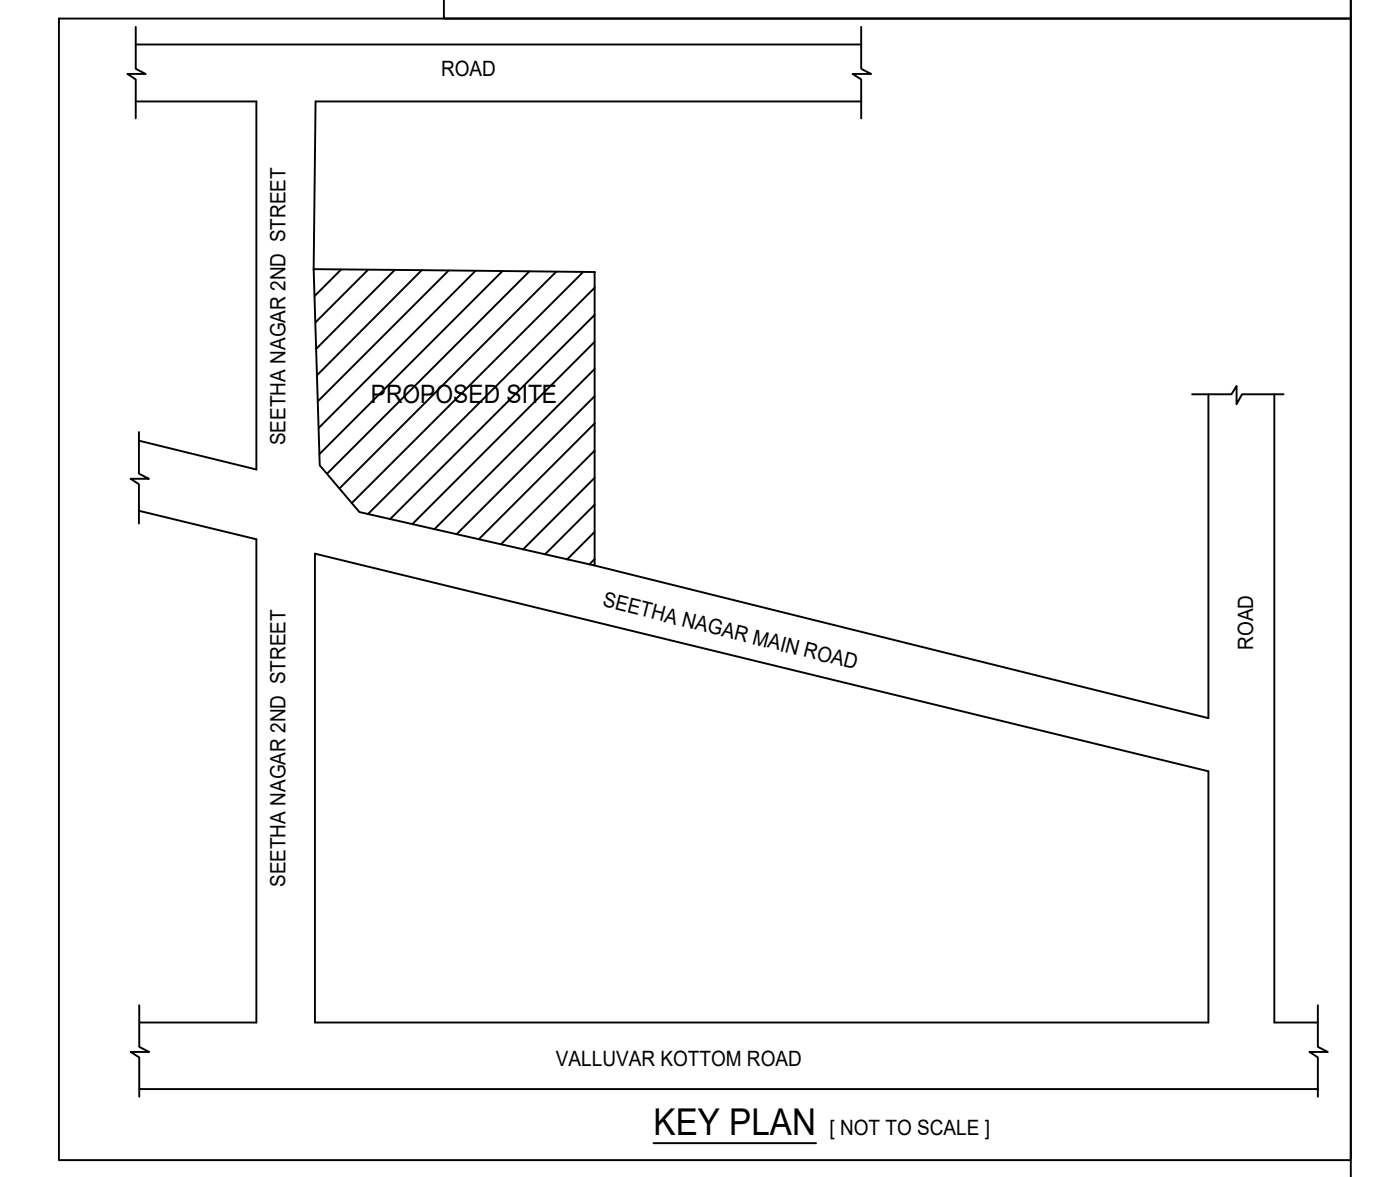 ROAD
SEETHA NAGAR 2ND STREET
PROPOSED SITE
SEETHA NAGAR MAIN ROAD
ROAD
SEETHA NAGAR 2ND STREET
VALLUVAR KOTTOM ROAD
KEY PLAN [ NOT TO SCALE ]